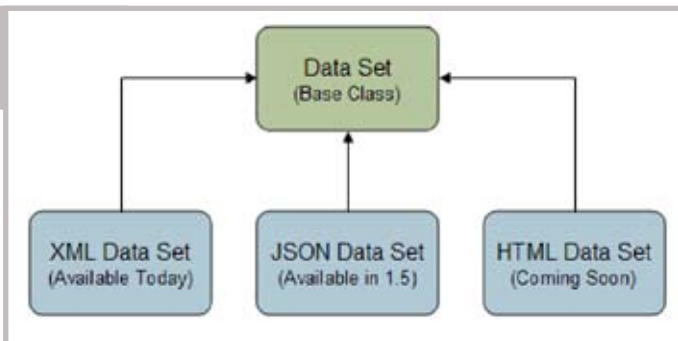 Data Set
(Base Class)
XML Data Set
(Available Today)
JSON Data Set
(Available in 1.5)
HTML Data Set
(Coming Soon)